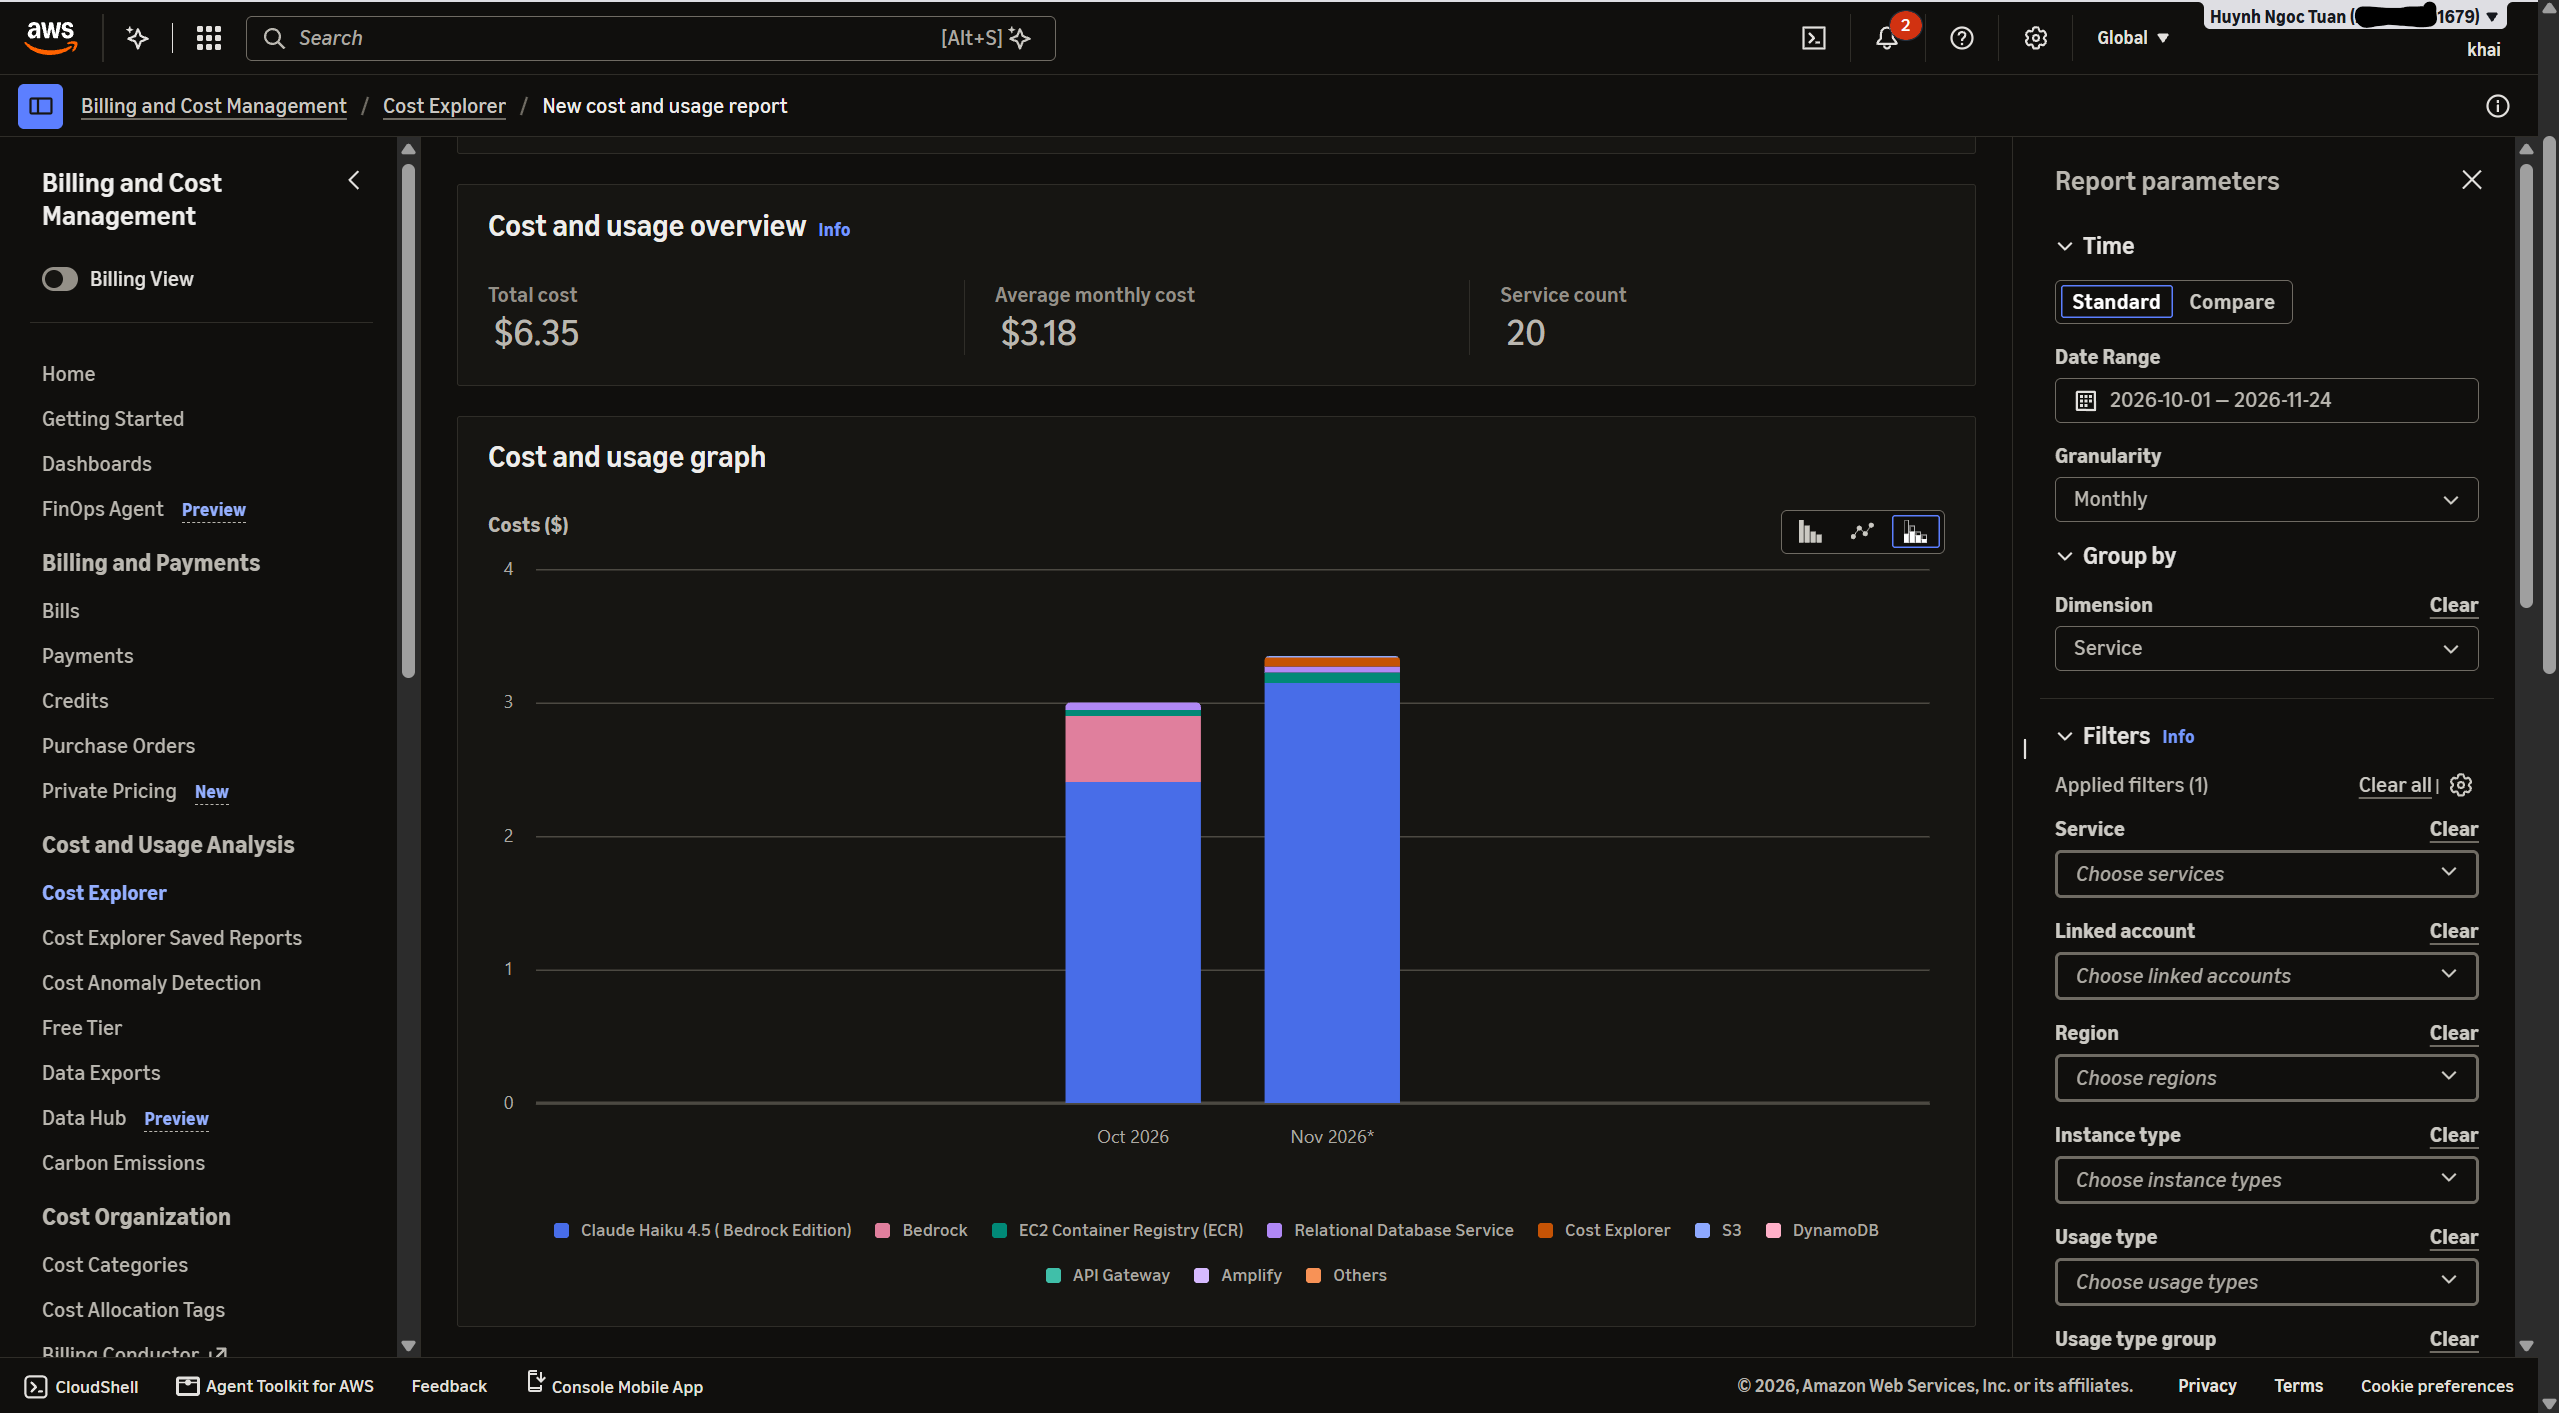 aws
Search
[Alt+S]
2
Global
Huynh Ngoc Tuan (
1679)
khai
Billing and Cost Management / Cost Explorer / New cost and usage report
Billing and Cost
Management
Billing View
Home
Getting Started
Dashboards
FinOps Agent Preview
Billing and Payments
Bills
Payments
Credits
Purchase Orders
Private Pricing New
Cost and Usage Analysis
Cost Explorer
Cost Explorer Saved Reports
Cost Anomaly Detection
Free Tier
Data Exports
Data Hub Preview
Carbon Emissions
Cost Organization
Cost Categories
Cost Allocation Tags
Billing Conductor
Cost and usage overview Info
Total cost
$6.35
Average monthly cost
$3.18
Service count
20
Cost and usage graph
Costs ($)
4
3
2
1
0
Oct 2026
Nov 2026*
Claude Haiku 4.5 ( Bedrock Edition) Bedrock EC2 Container Registry (ECR) Relational Database Service Cost Explorer S3 DynamoDB
API Gateway Amplify Others
Report parameters
Time
Standard Compare
Date Range
2026-10-01 — 2026-11-24
Granularity
Monthly
Group by
Dimension Clear
Service
Filters Info
Applied filters (1) Clear all |
Service Clear
Choose services
Linked account Clear
Choose linked accounts
Region Clear
Choose regions
Instance type Clear
Choose instance types
Usage type Clear
Choose usage types
Usage type group Clear
CloudShell Agent Toolkit for AWS Feedback Console Mobile App
© 2026, Amazon Web Services, Inc. or its affiliates. Privacy Terms Cookie preferences